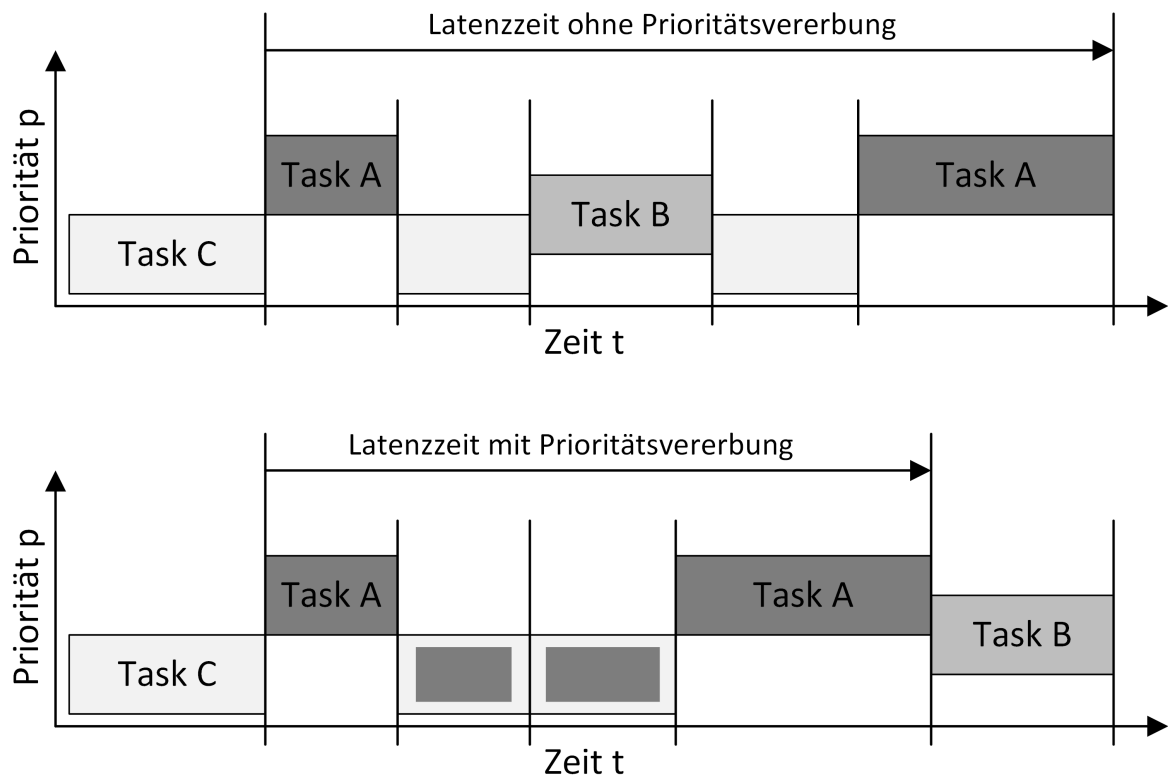 Latenzzeit ohne Prioritätsvererbung
Priorität p
Task A
Task A
Task B
Task C
Zeit t
Latenzzeit mit Prioritätsvererbung
Priorität p
Task A
Task A
Task B
Task C
Zeit t